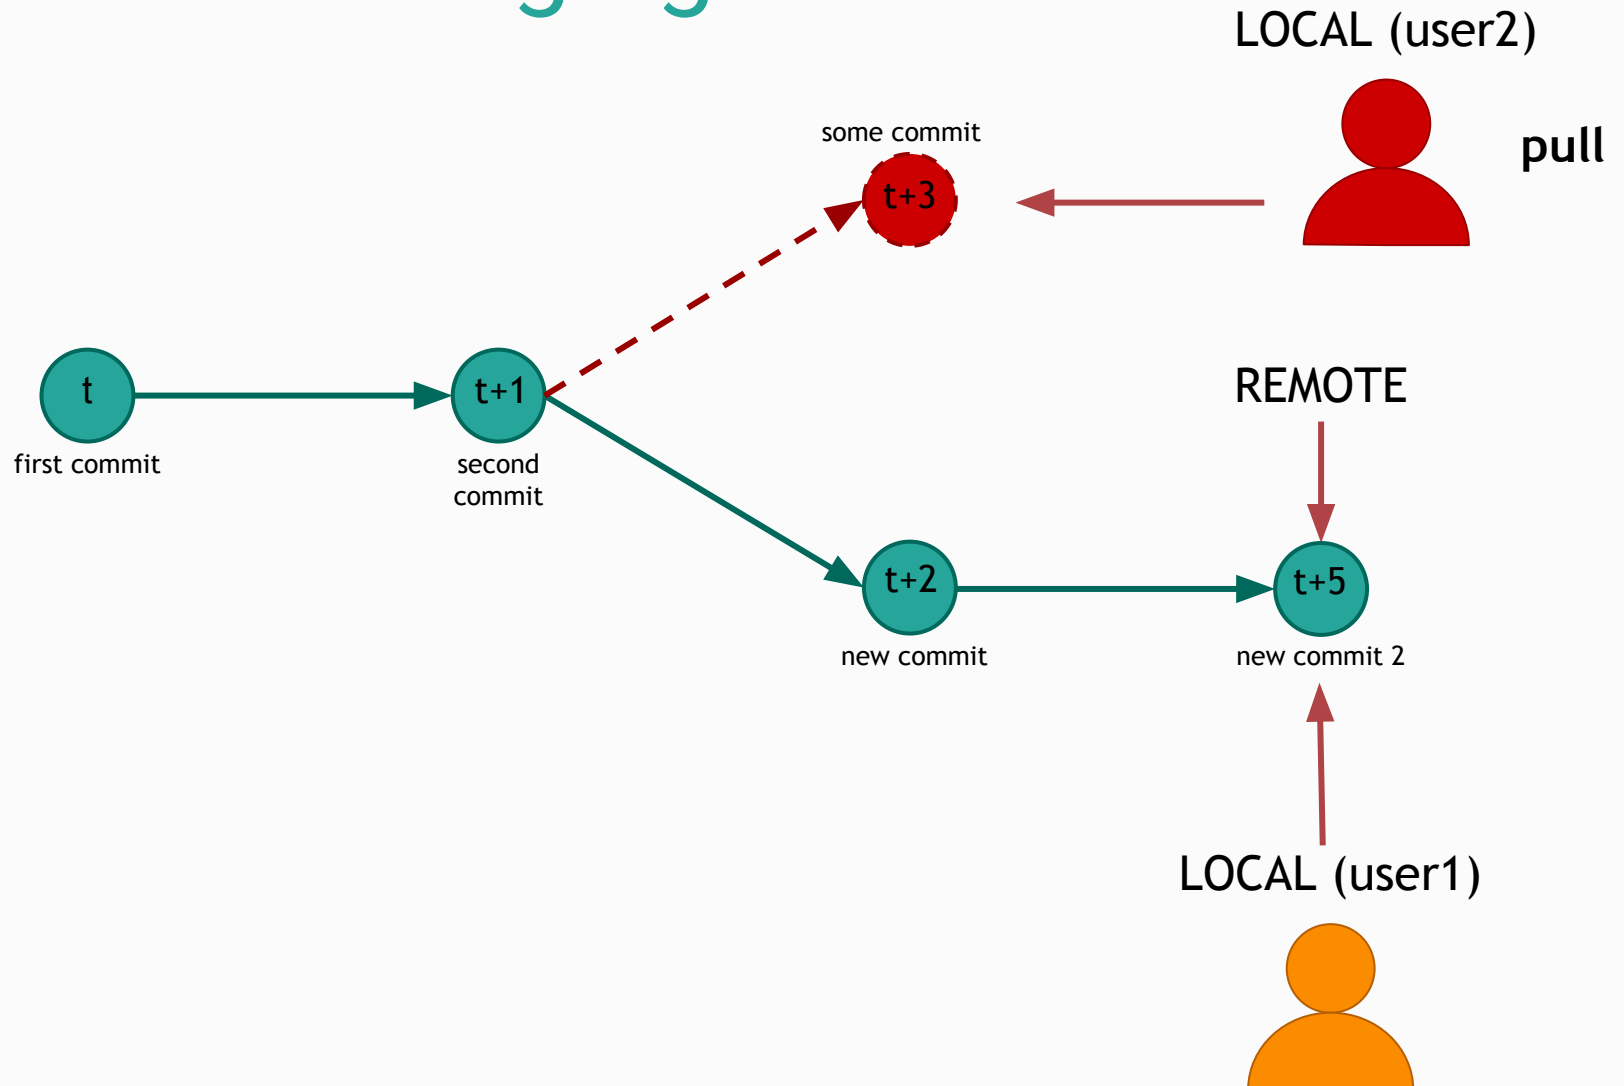 LOCAL (user2)
some commit
pull
t+3
t
t+1
REMOTE
first commit
second
commit
t+2
t+5
new commit
new commit 2
LOCAL (user1)